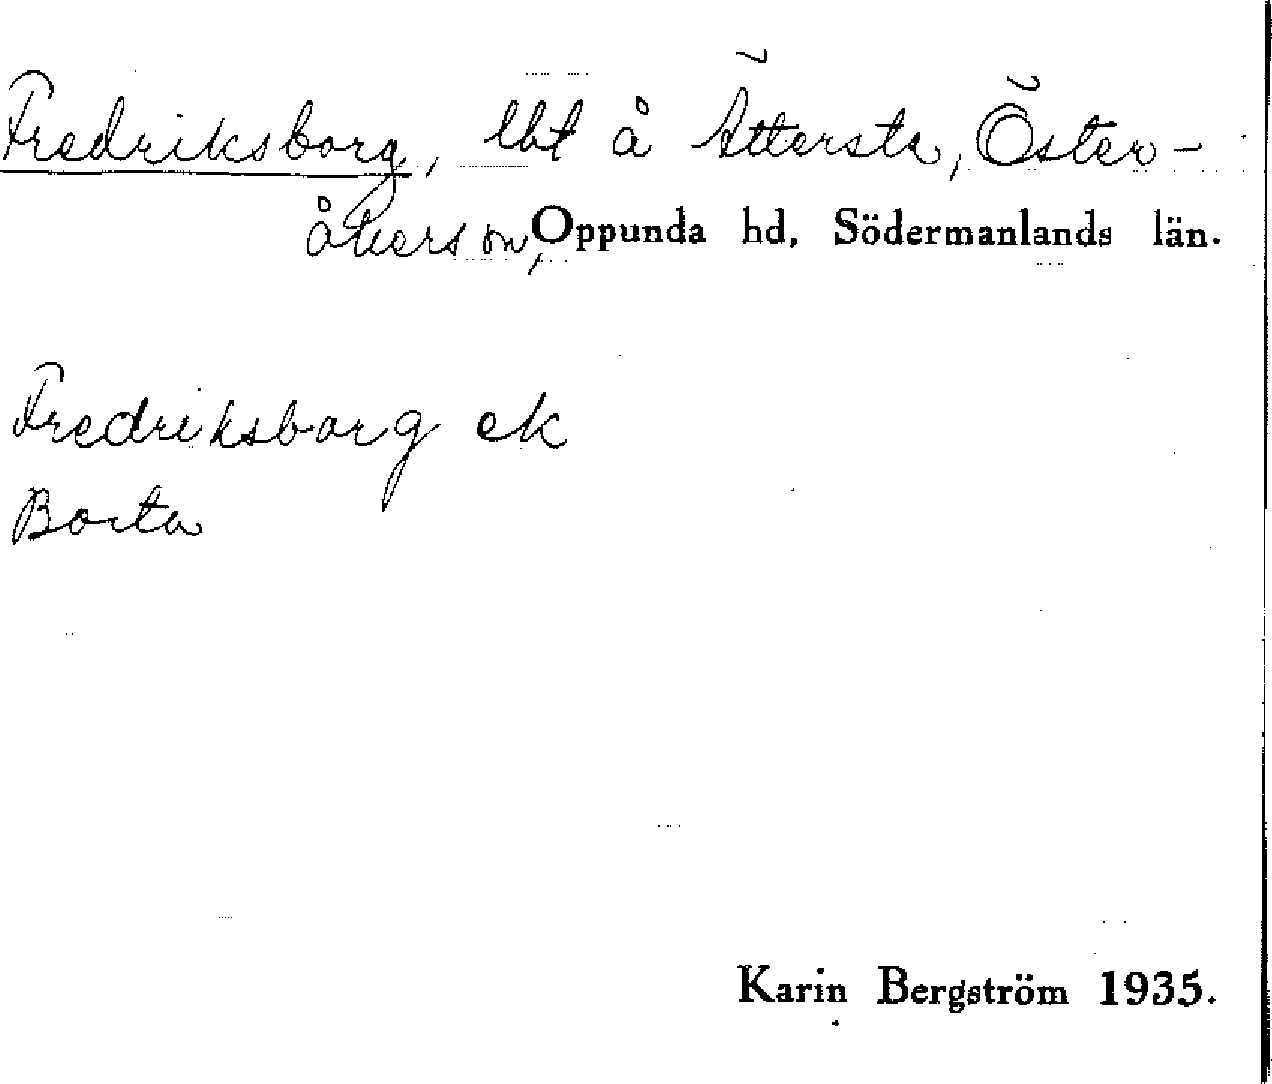 Fredriksborg, lht å Ättersta, Öster-
åkers sn, Oppunda hd, Södermanlands län.
Fredriksborg ek
Borta
Karin Bergström 1935.